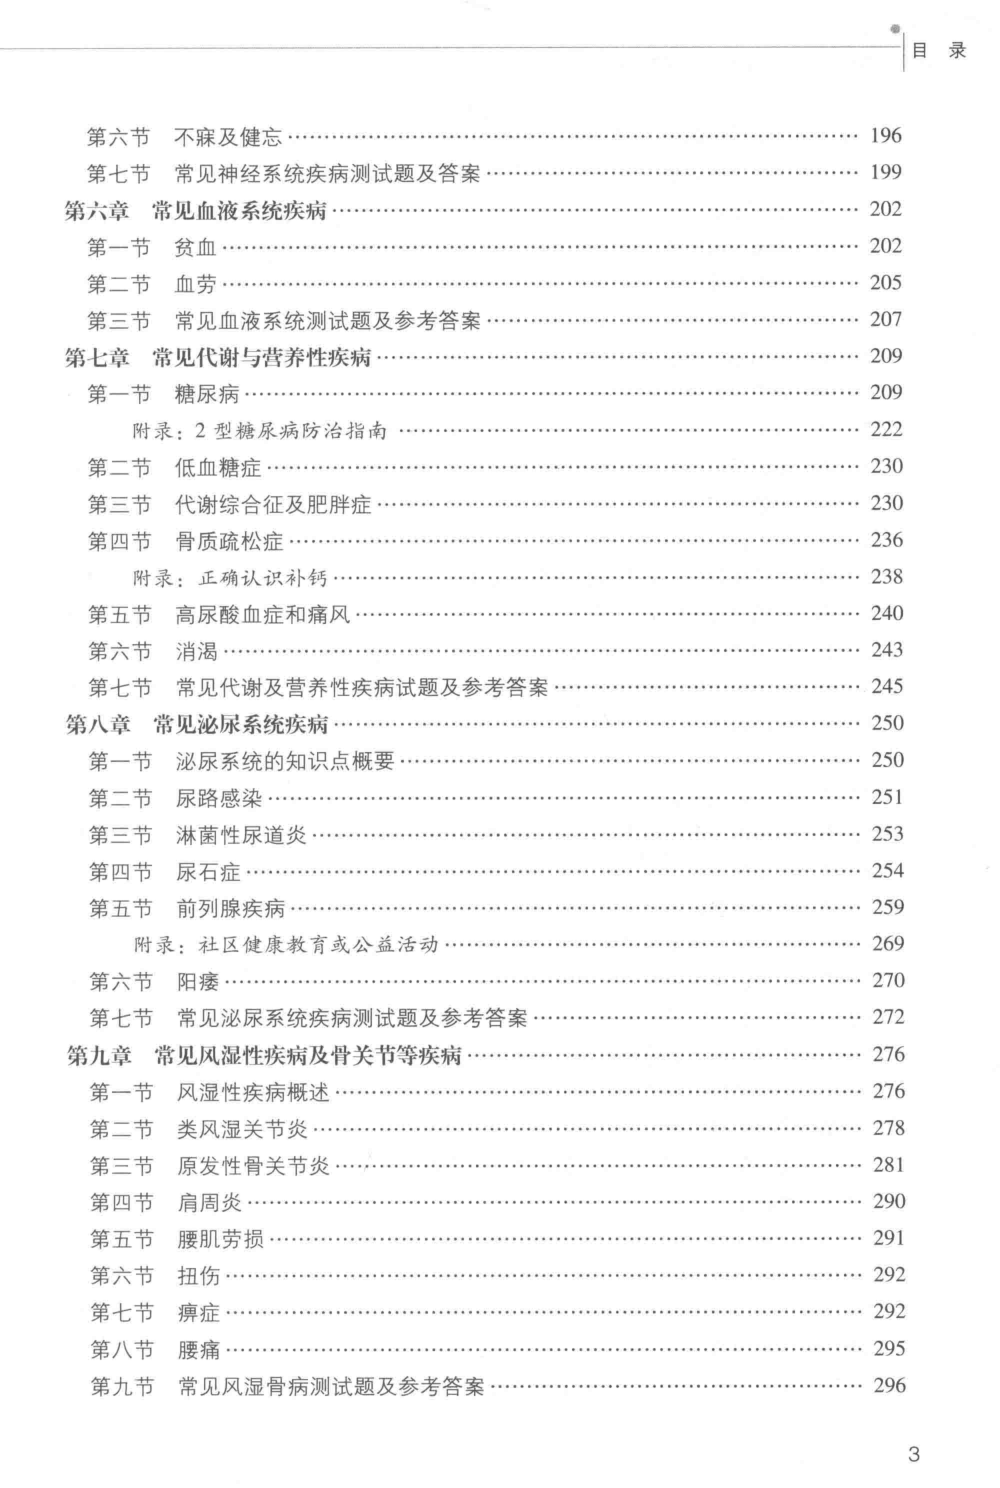 目 录
第六节 不寐及健忘 196
第七节 常见神经系统疾病测试题及答案 199
第六章 常见血液系统疾病 202
第一节 贫血 202
第二节 血劳 205
第三节 常见血液系统测试题及参考答案 207
第七章 常见代谢与营养性疾病 209
第一节 糖尿病 209
附录：2 型糖尿病防治指南 222
第二节 低血糖症 230
第三节 代谢综合征及肥胖症 230
第四节 骨质疏松症 236
附录：正确认识补钙 238
第五节 高尿酸血症和痛风 240
第六节 消渴 243
第七节 常见代谢及营养性疾病试题及参考答案 245
第八章 常见泌尿系统疾病 250
第一节 泌尿系统的知识点概要 250
第二节 尿路感染 251
第三节 淋菌性尿道炎 253
第四节 尿石症 254
第五节 前列腺疾病 259
附录：社区健康教育或公益活动 269
第六节 阳痿 270
第七节 常见泌尿系统疾病测试题及参考答案 272
第九章 常见风湿性疾病及骨关节等疾病 276
第一节 风湿性疾病概述 276
第二节 类风湿关节炎 278
第三节 原发性骨关节炎 281
第四节 肩周炎 290
第五节 腰肌劳损 291
第六节 扭伤 292
第七节 痹症 292
第八节 腰痛 295
第九节 常见风湿骨病测试题及参考答案 296
3